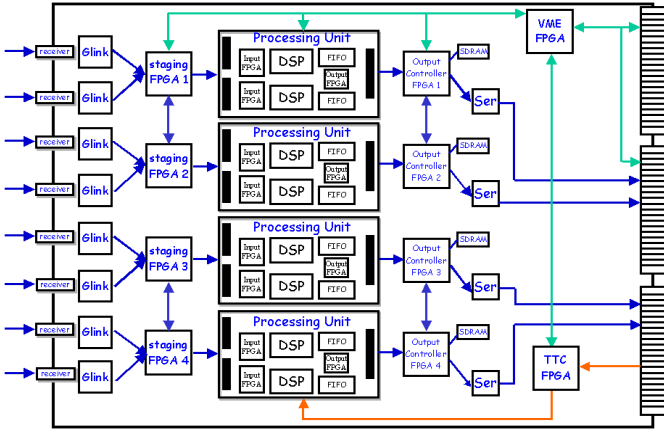 Processing Unit
VME
FPGA
receiver
Glink
staging
FPGA 1
Input
FPGA
DSP
FIFO
Output
FPGA
Input
FPGA
DSP
FIFO
Output
Controller
FPGA 1
SDRAM
Ser
receiver
Glink
Processing Unit
receiver
Glink
staging
FPGA 2
Input
FPGA
DSP
FIFO
Output
FPGA
Input
FPGA
DSP
FIFO
Output
Controller
FPGA 2
SDRAM
Ser
receiver
Glink
Processing Unit
receiver
Glink
staging
FPGA 3
Input
FPGA
DSP
FIFO
Output
FPGA
Input
FPGA
DSP
FIFO
Output
Controller
FPGA 3
SDRAM
Ser
receiver
Glink
Processing Unit
receiver
Glink
staging
FPGA 4
Input
FPGA
DSP
FIFO
Output
FPGA
Input
FPGA
DSP
FIFO
Output
Controller
FPGA 4
SDRAM
Ser
receiver
Glink
TTC
FPGA